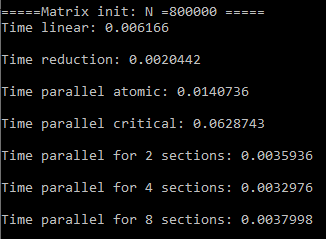 =====Matrix init: N =800000 =====
Time linear: 0.006166
Time reduction: 0.0020442
Time parallel atomic: 0.0140736
Time parallel critical: 0.0628743
Time parallel for 2 sections: 0.0035936
Time parallel for 4 sections: 0.0032976
Time parallel for 8 sections: 0.0037998